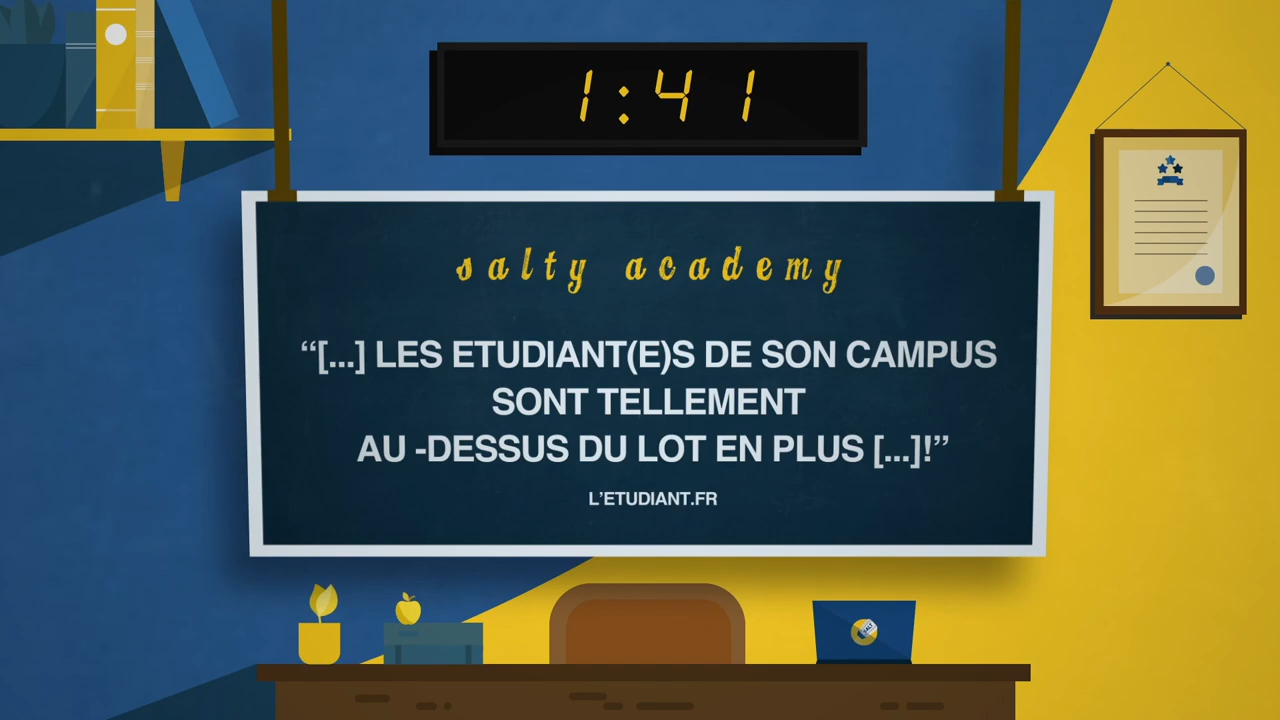 1:41
salty academy
“[...] LES ETUDIANT(E)S DE SON CAMPUS
SONT TELLEMENT
AU -DESSUS DU LOT EN PLUS [...]!”
L’ETUDIANT.FR